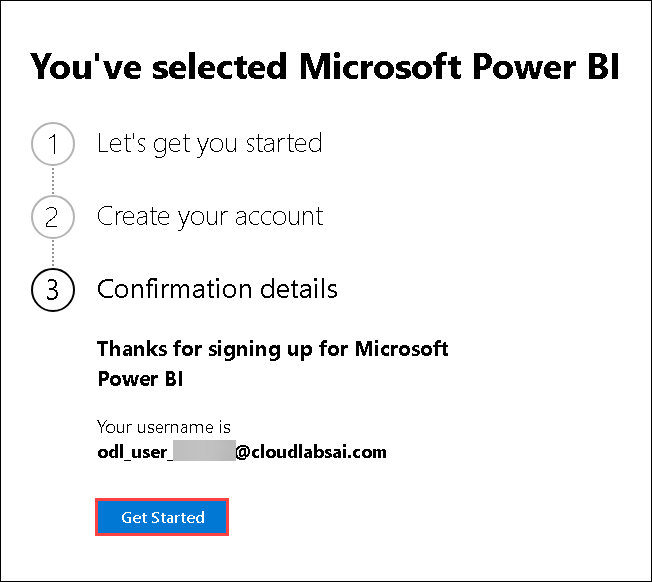 You've selected Microsoft Power BI
1 Let's get you started
2 Create your account
3 Confirmation details
Thanks for signing up for Microsoft
Power BI
Your username is
odl_user_@cloudlabsai.com
Get Started